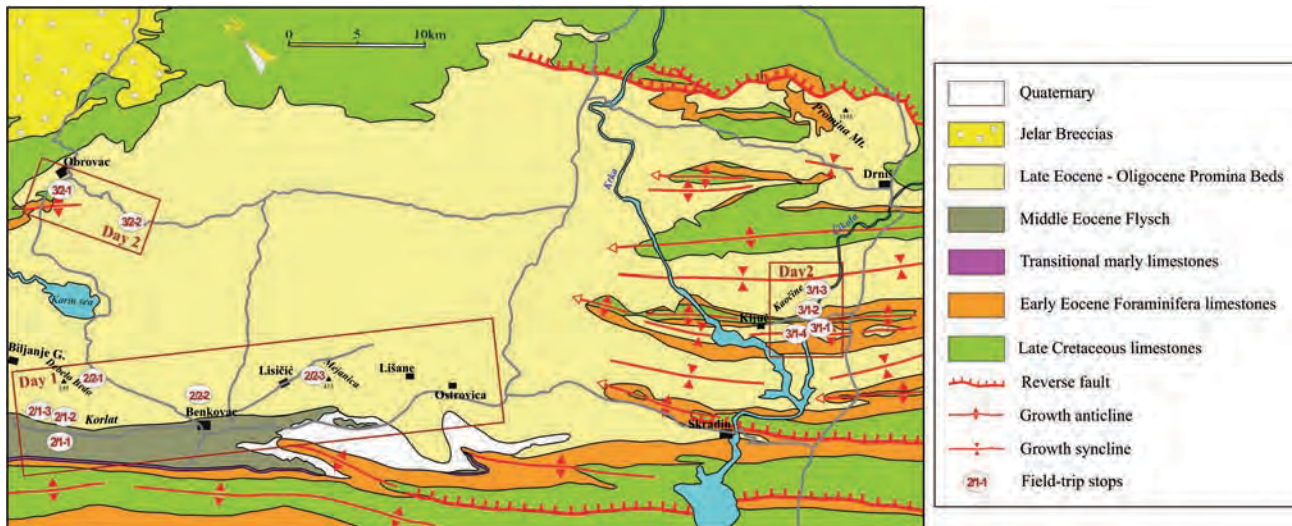 0 5 10km
Promina Mt.
Obrovac
Krka
Drniš
3/2-1
3/2-2
Day 2
Čikola
Day2
Karin sea
3/1-3
Kaočine
3/1-2
Ključ
3/1-1
3/1-4
Biljanje G.
Debelo brdo
Day 1
2/2-1
Lisičić
2/2-3
Mejanica
Lišane
Ostrovica
2/2-2
2/1-3
2/1-2
Korlat
Benkovac
2/1-1
Skradin
Quaternary
Jelar Breccias
Late Eocene - Oligocene Promina Beds
Middle Eocene Flysch
Transitional marly limestones
Early Eocene Foraminifera limestones
Late Cretaceous limestones
Reverse fault
Growth anticline
Growth syncline
2/1-1
Field-trip stops